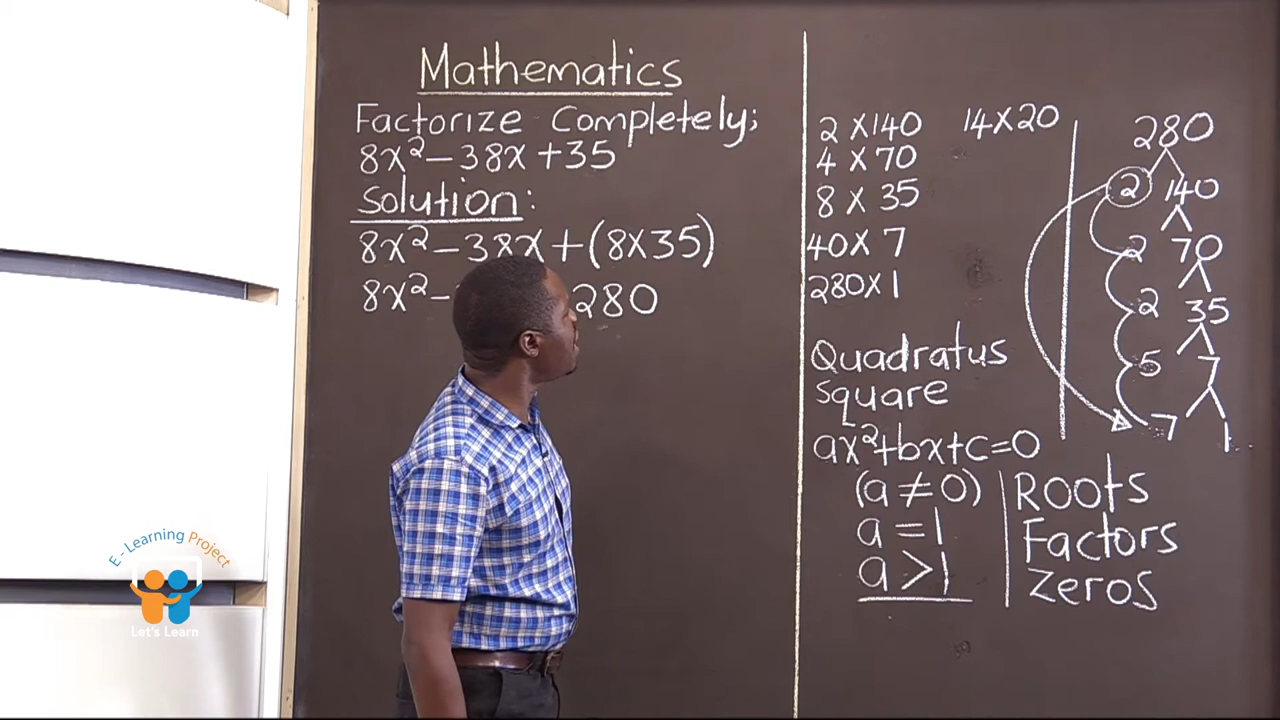 Mathematics
Factorize Completely;
8x² – 38x + 35
Solution:
8x² – 38x + (8X35)
8x² – 280
2 X140
4 X 70
8 X 35
40X 7
280X 1
14X20
280
2 140
2 70
2 35
5 7
7 1...
Quadratus
square
ax²+bx+c=0
(a ≠ 0)
a = 1
a > 1
Roots
Factors
Zeros
E - Learning Project
Let's Learn